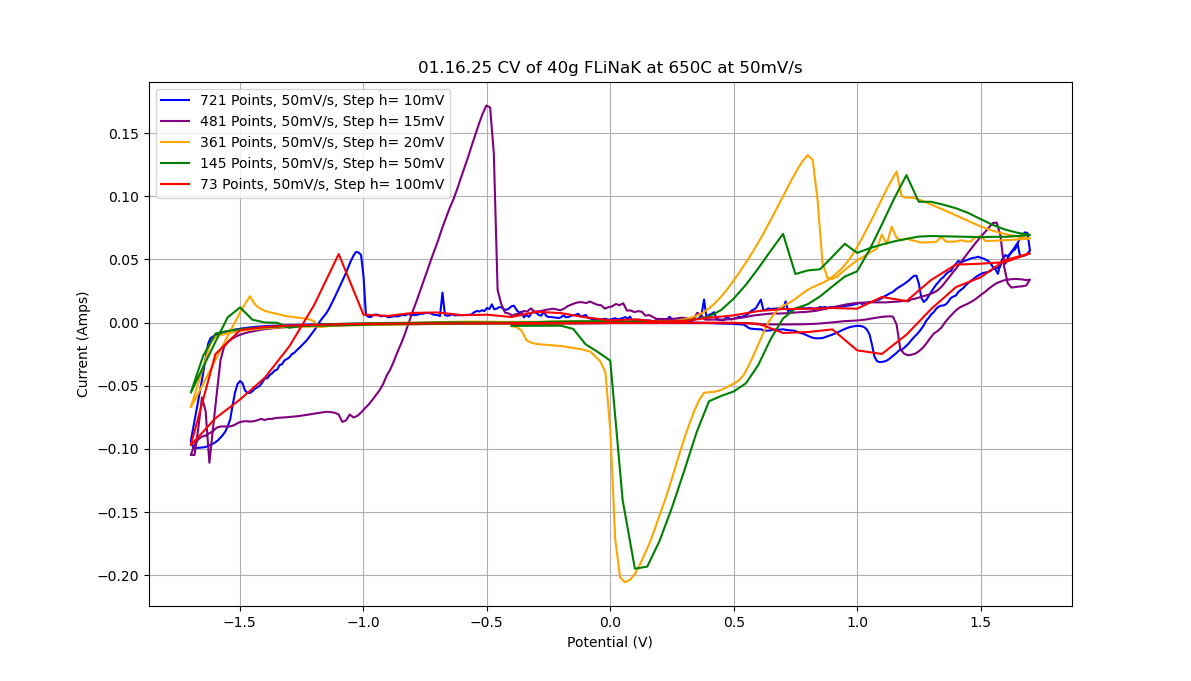 01.16.25 CV of 40g FLiNaK at 650C at 50mV/s
721 Points, 50mV/s, Step h= 10mV
481 Points, 50mV/s, Step h= 15mV
361 Points, 50mV/s, Step h= 20mV
145 Points, 50mV/s, Step h= 50mV
73 Points, 50mV/s, Step h= 100mV
Current (Amps)
0.15
0.10
0.05
0.00
−0.05
−0.10
−0.15
−0.20
−1.5 −1.0 −0.5 0.0 0.5 1.0 1.5
Potential (V)